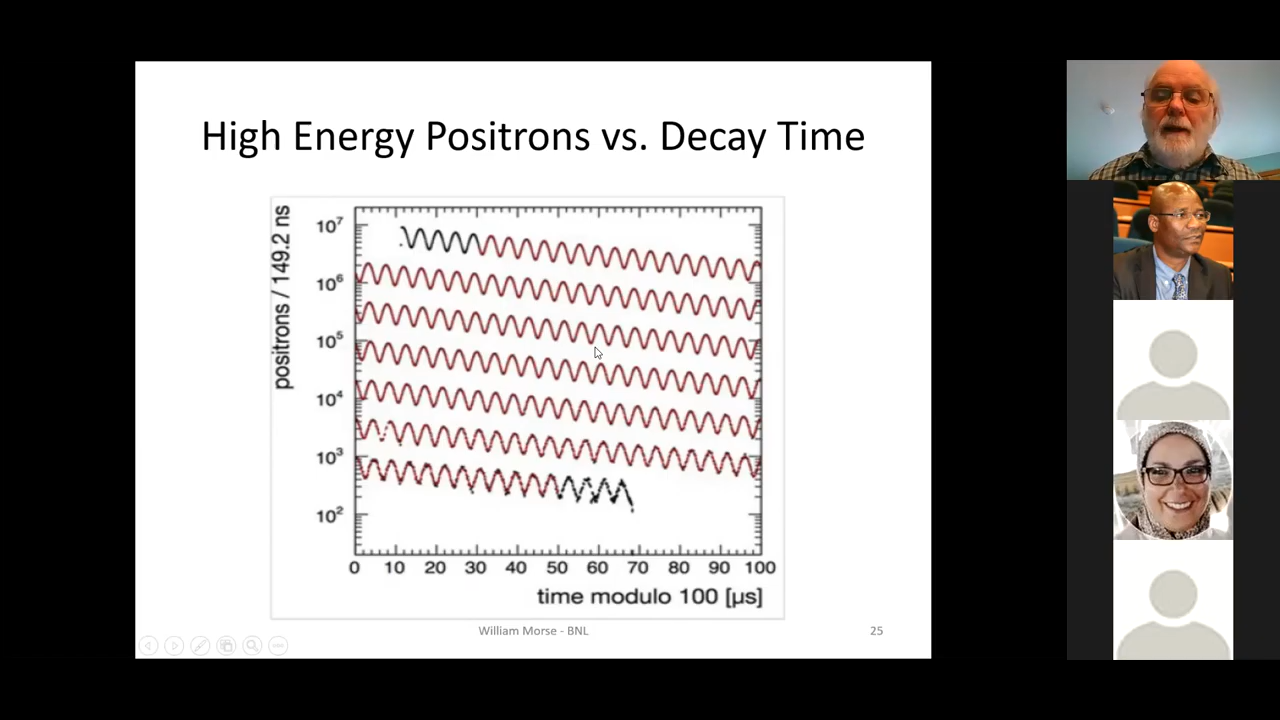 High Energy Positrons vs. Decay Time
positrons / 149.2 ns
10⁷
10⁶
10⁵
10⁴
10³
10²
0 10 20 30 40 50 60 70 80 90 100
time modulo 100 [µs]
William Morse - BNL
25